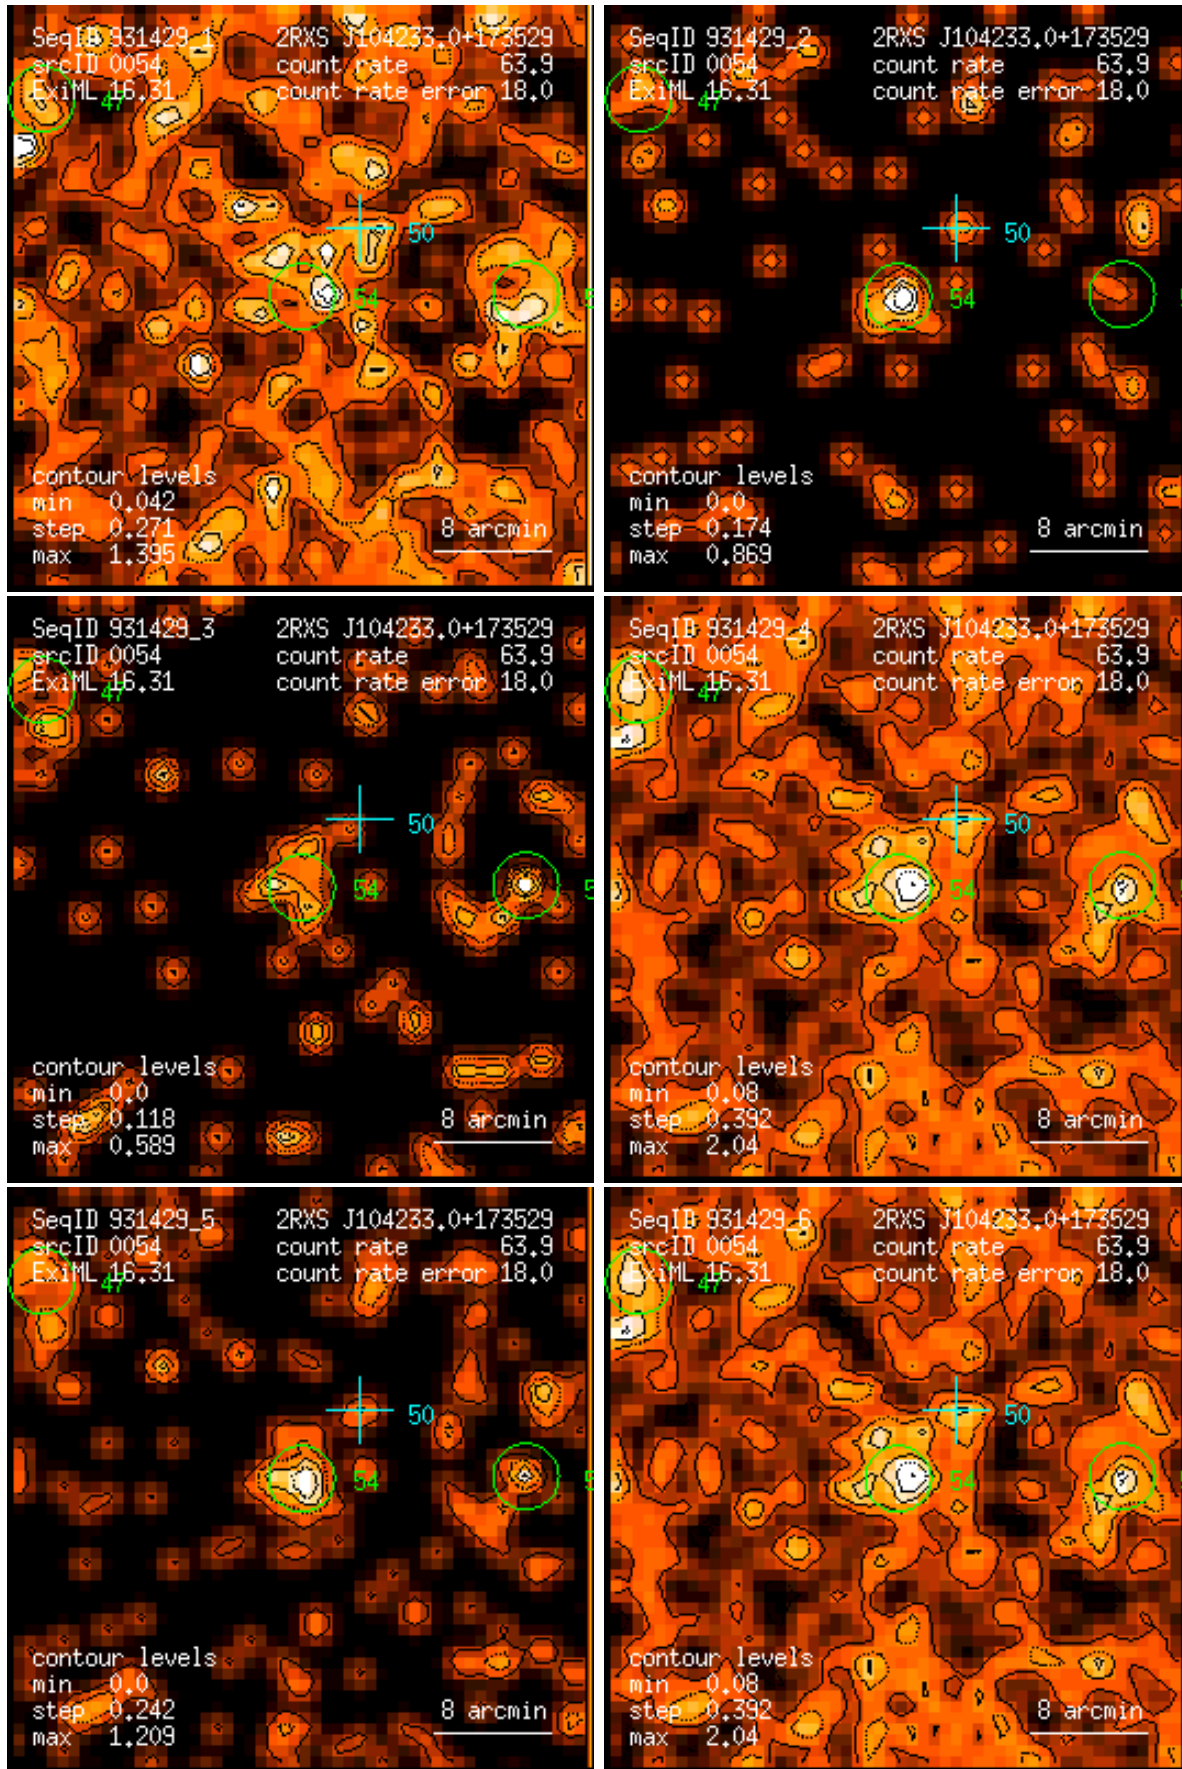 SeqID 931429_1 2RXS J104233.0+173529
srcID 0054 count rate 63.9
ExiML 16.31 count rate error 18.0
47
50
54
contour levels
min 0.042
step 0.271
max 1.395
8 arcmin
SeqID 931429_2 2RXS J104233.0+173529
srcID 0054 count rate 63.9
ExiML 16.31 count rate error 18.0
47
50
54
contour levels
min 0.0
step 0.174
max 0.869
8 arcmin
SeqID 931429_3 2RXS J104233.0+173529
srcID 0054 count rate 63.9
ExiML 16.31 count rate error 18.0
47
50
54
contour levels
min 0.0
step 0.118
max 0.589
8 arcmin
SeqID 931429_4 2RXS J104233.0+173529
srcID 0054 count rate 63.9
ExiML 16.31 count rate error 18.0
47
50
54
contour levels
min 0.08
step 0.392
max 2.04
8 arcmin
SeqID 931429_5 2RXS J104233.0+173529
srcID 0054 count rate 63.9
ExiML 16.31 count rate error 18.0
47
50
54
contour levels
min 0.0
step 0.242
max 1.209
8 arcmin
SeqID 931429_6 2RXS J104233.0+173529
srcID 0054 count rate 63.9
ExiML 16.31 count rate error 18.0
47
50
54
contour levels
min 0.08
step 0.392
max 2.04
8 arcmin